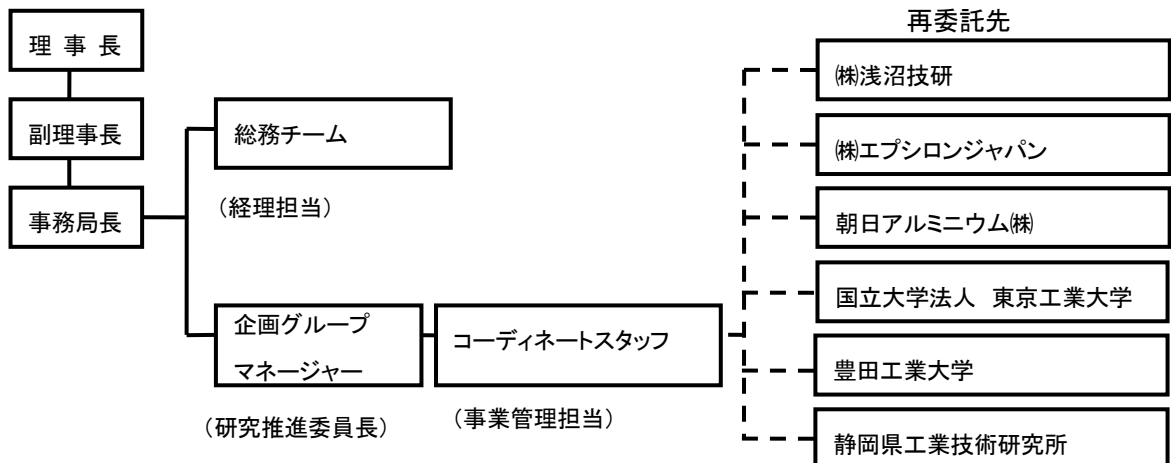 理 事 長
副理事長
事務局長
総務チーム
（経理担当）
企画グループ
マネージャー
（研究推進委員長）
コーディネートスタッフ
（事業管理担当）
再委託先
㈱浅沼技研
㈱エプシロンジャパン
朝日アルミニウム㈱
国立大学法人 東京工業大学
豊田工業大学
静岡県工業技術研究所